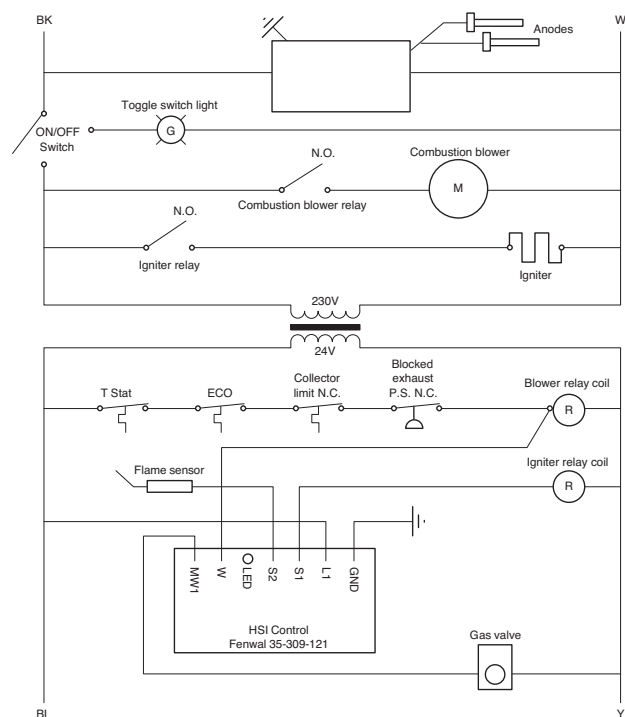 BK
W
Anodes
Toggle switch light
ON/OFF
Switch
G
N.O.
Combustion blower
M
Combustion blower relay
N.O.
Igniter relay
Igniter
230V
24V
T Stat
ECO
Collector
limit N.C.
Blocked
exhaust
P.S. N.C.
Blower relay coil
R
Flame sensor
Igniter relay coil
R
MW1
W
LED
S2
S1
L1
GND
HSI Control
Fenwal 35-309-121
Gas valve
BL
Y